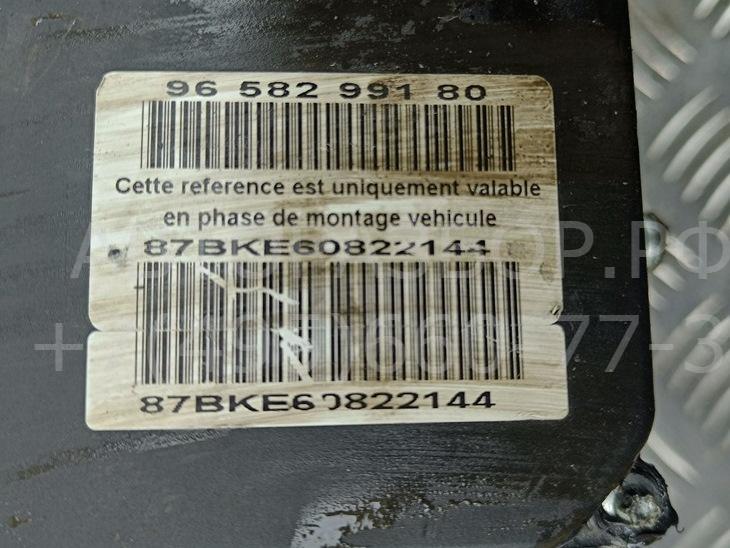 96 582 991 80
Cette reference est uniquement valable
en phase de montage vehicule
87BKE60822144
87BKE60822144